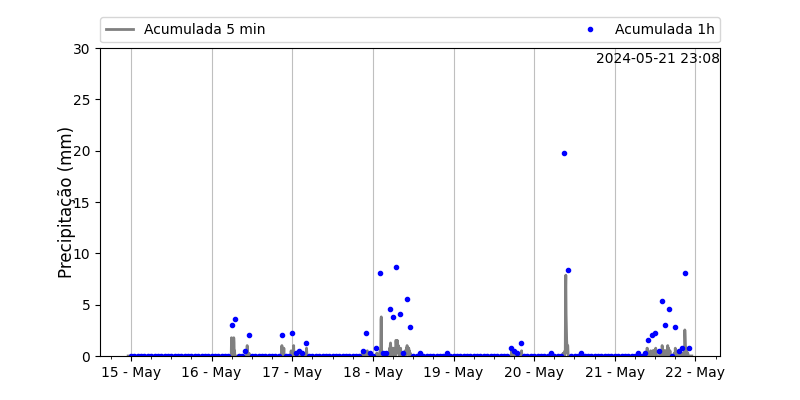 Acumulada 5 min
Acumulada 1h
2024-05-21 23:08
Precipitação (mm)
30
25
20
15
10
5
0
15 - May
16 - May
17 - May
18 - May
19 - May
20 - May
21 - May
22 - May